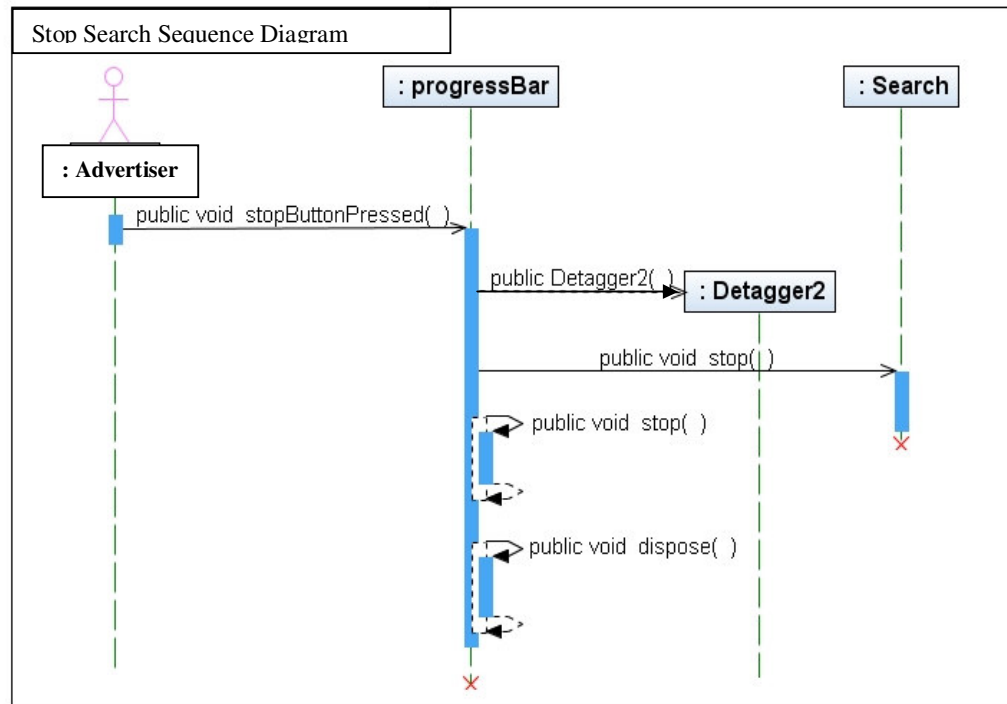 Stop Search Sequence Diagram
: progressBar
: Search
: Advertiser
public void stopButtonPressed( )
public Detagger2( )
: Detagger2
public void stop( )
public void stop( )
public void dispose( )